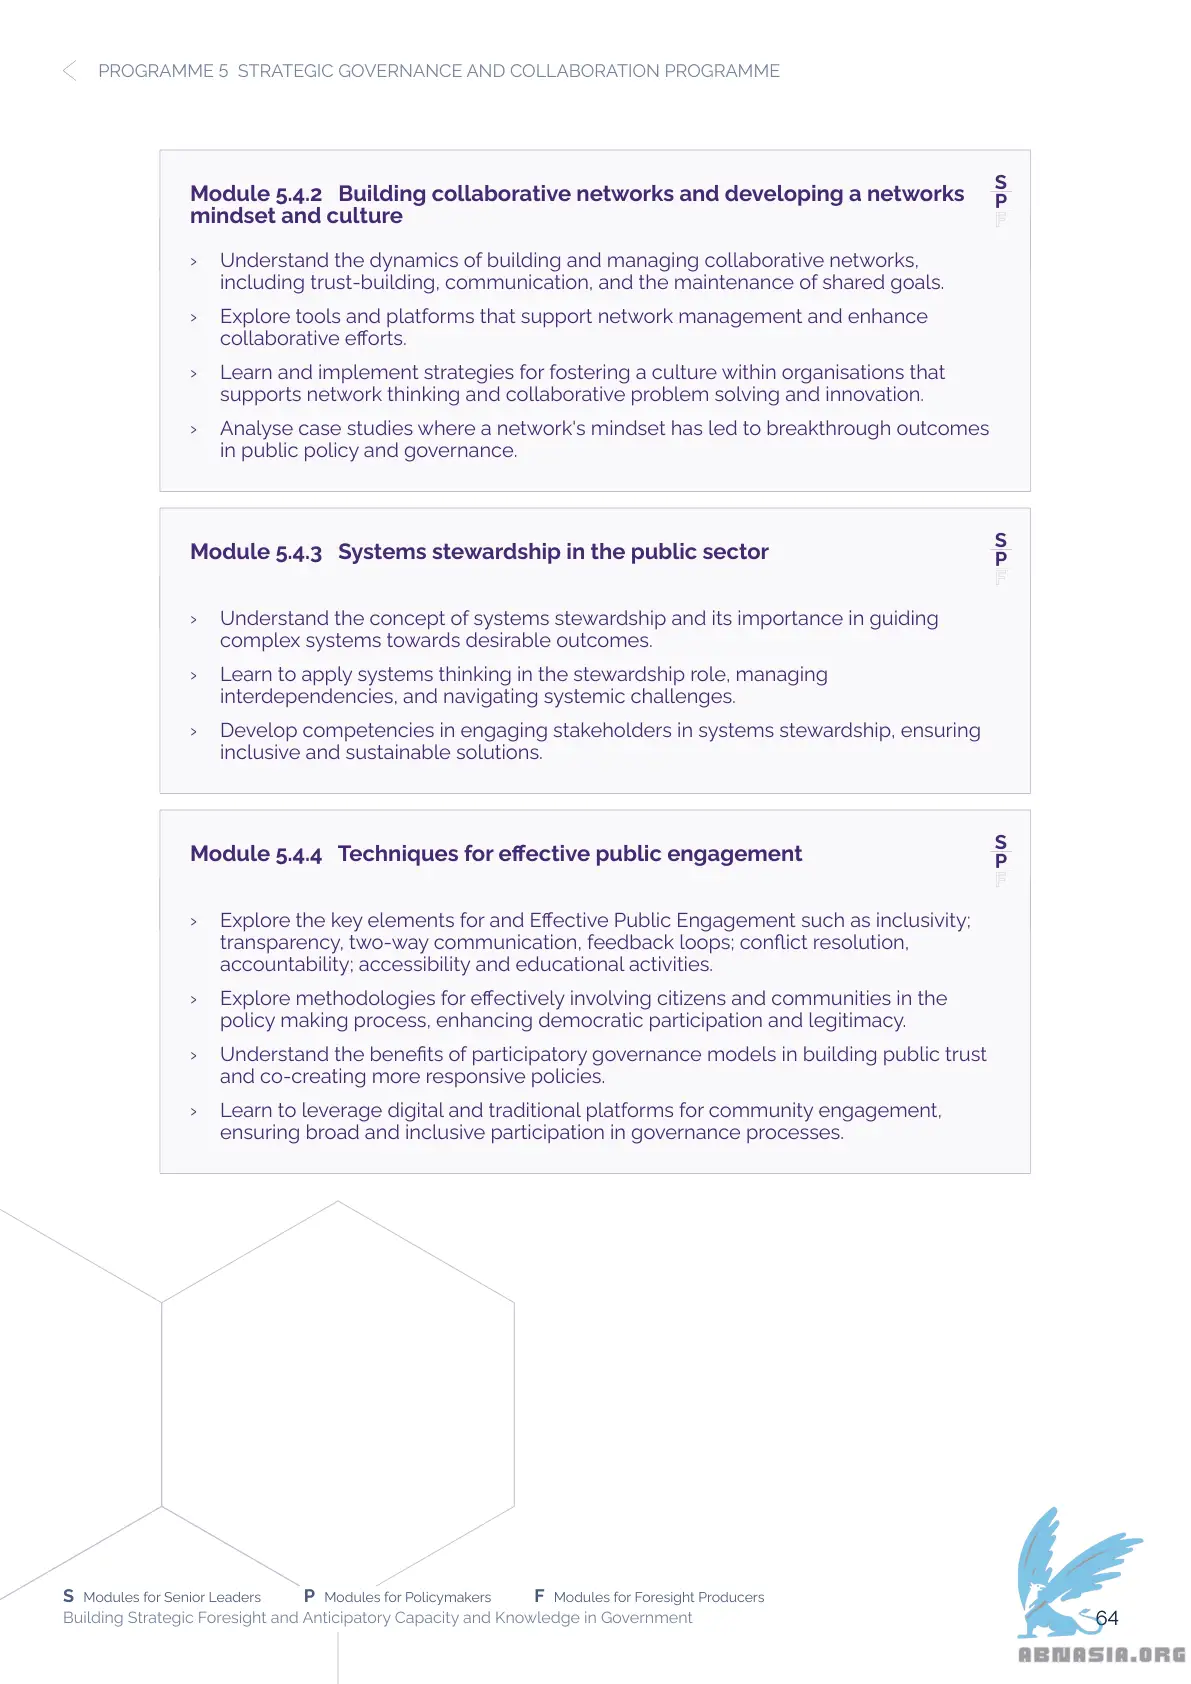 PROGRAMME 5 STRATEGIC GOVERNANCE AND COLLABORATION PROGRAMME
Module 5.4.2 Building collaborative networks and developing a networks
mindset and culture
S
P
F
› Understand the dynamics of building and managing collaborative networks,
including trust-building, communication, and the maintenance of shared goals.
› Explore tools and platforms that support network management and enhance
collaborative efforts.
› Learn and implement strategies for fostering a culture within organisations that
supports network thinking and collaborative problem solving and innovation.
› Analyse case studies where a network's mindset has led to breakthrough outcomes
in public policy and governance.
Module 5.4.3 Systems stewardship in the public sector
S
P
F
› Understand the concept of systems stewardship and its importance in guiding
complex systems towards desirable outcomes.
› Learn to apply systems thinking in the stewardship role, managing
interdependencies, and navigating systemic challenges.
› Develop competencies in engaging stakeholders in systems stewardship, ensuring
inclusive and sustainable solutions.
Module 5.4.4 Techniques for effective public engagement
S
P
F
› Explore the key elements for and Effective Public Engagement such as inclusivity;
transparency, two-way communication, feedback loops; conflict resolution,
accountability; accessibility and educational activities.
› Explore methodologies for effectively involving citizens and communities in the
policy making process, enhancing democratic participation and legitimacy.
› Understand the benefits of participatory governance models in building public trust
and co-creating more responsive policies.
› Learn to leverage digital and traditional platforms for community engagement,
ensuring broad and inclusive participation in governance processes.
S Modules for Senior Leaders P Modules for Policymakers F Modules for Foresight Producers
Building Strategic Foresight and Anticipatory Capacity and Knowledge in Government
64
ABNASIA.ORG